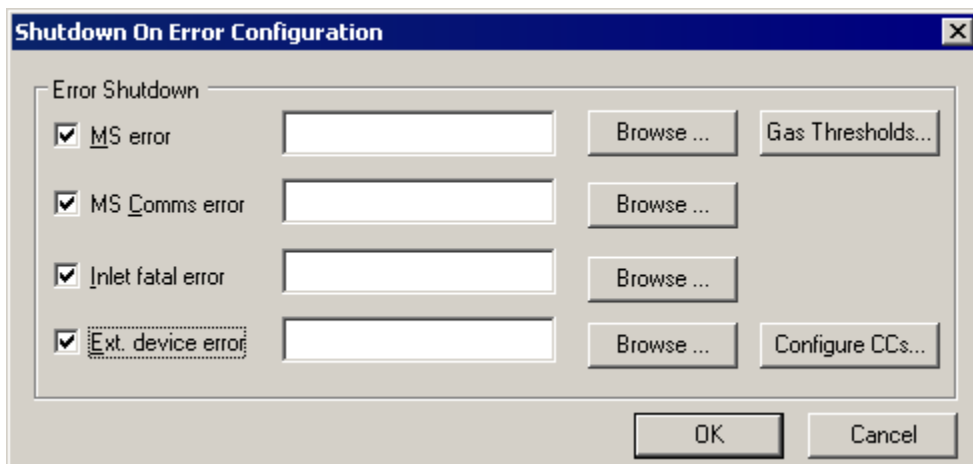 Shutdown On Error Configuration
Error Shutdown
MS error
Browse ...
Gas Thresholds...
MS Comms error
Browse ...
Inlet fatal error
Browse ...
Ext. device error
Browse ...
Configure CCs...
OK
Cancel